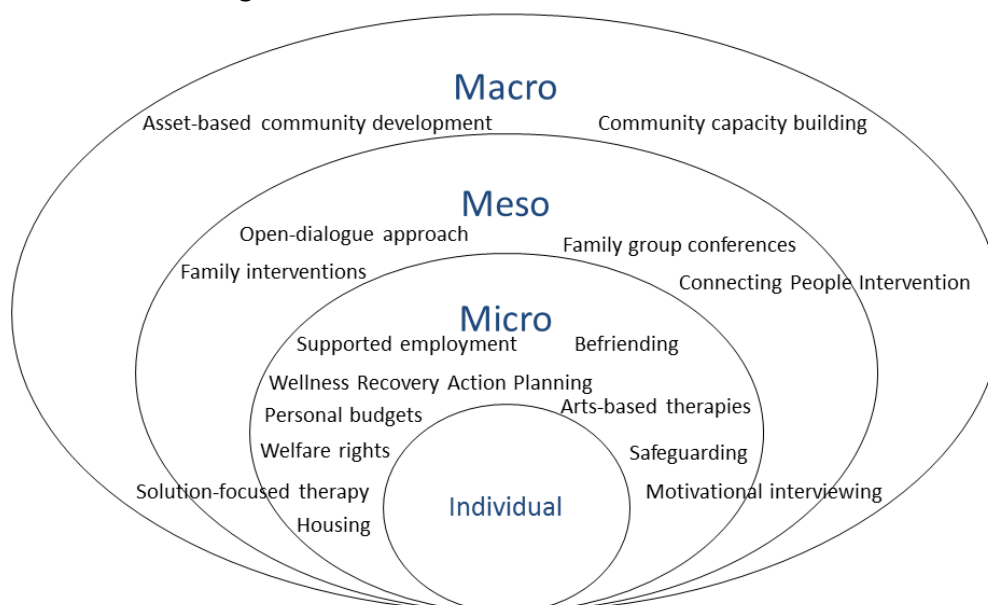 Macro
Asset-based community development
Community capacity building
Meso
Open-dialogue approach
Family group conferences
Family interventions
Connecting People Intervention
Micro
Supported employment
Befriending
Wellness Recovery Action Planning
Arts-based therapies
Personal budgets
Welfare rights
Safeguarding
Solution-focused therapy
Motivational interviewing
Individual
Housing